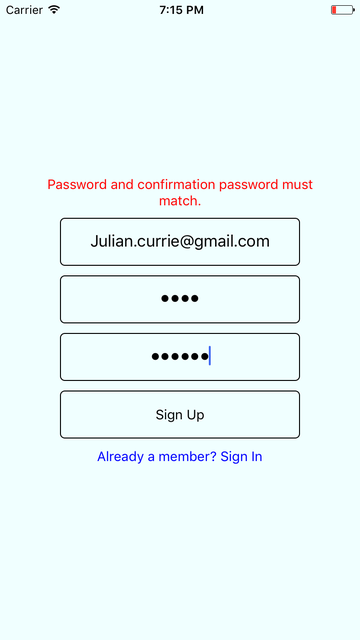 Carrier 7:15 PM
Password and confirmation password must
match.
Julian.currie@gmail.com
••••
••••••
Sign Up
Already a member? Sign In